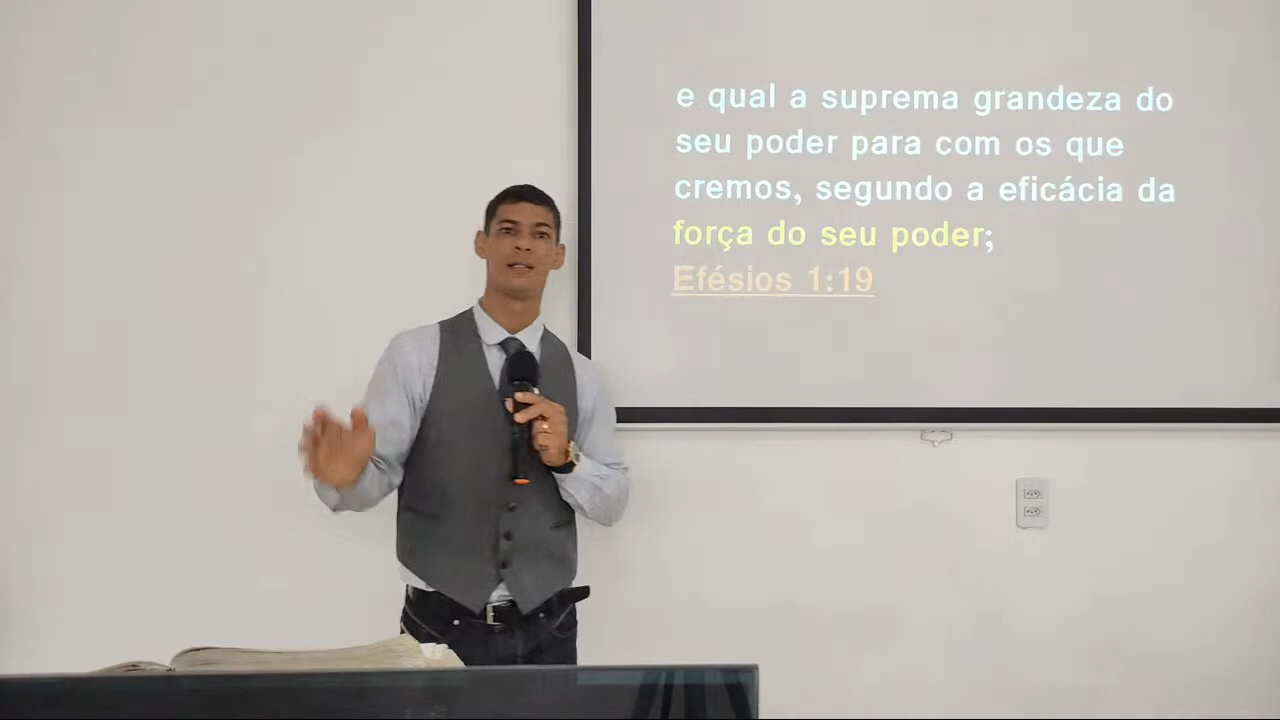 e qual a suprema grandeza do
seu poder para com os que
cremos, segundo a eficácia da
força do seu poder;
Efésios 1:19